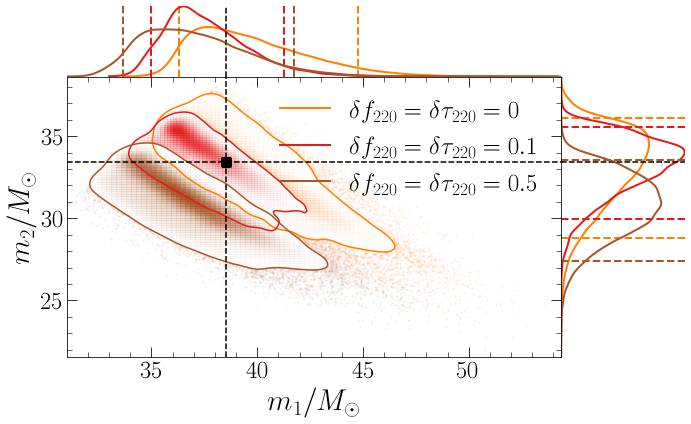 δf₂₂₀ = δτ₂₂₀ = 0
35
δf₂₂₀ = δτ₂₂₀ = 0.1
δf₂₂₀ = δτ₂₂₀ = 0.5
30
m₂/M☉
25
35 40 45 50
m₁/M☉